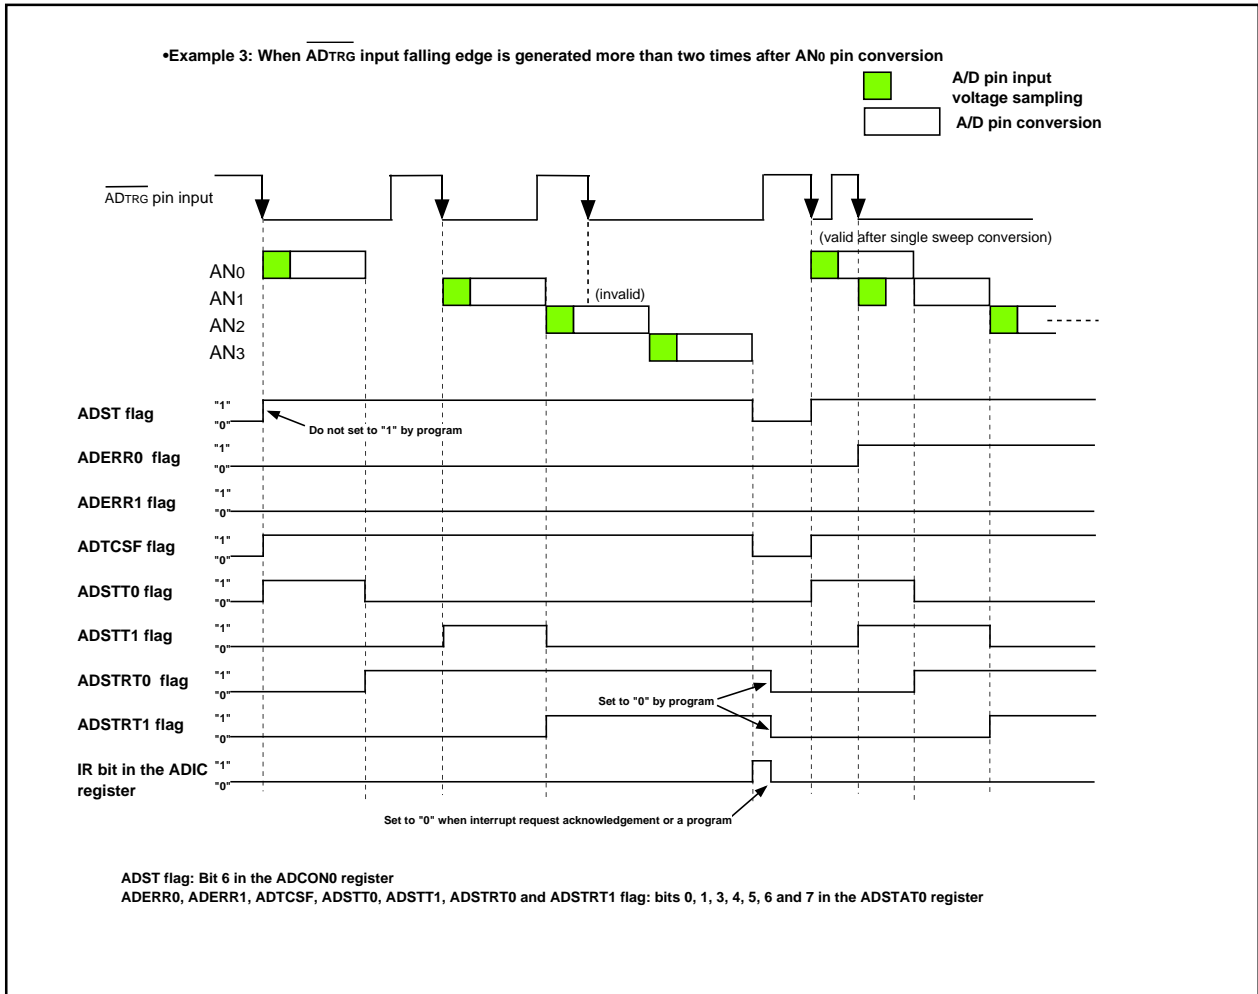 •Example 3: When ADTRG input falling edge is generated more than two times after AN0 pin conversion
A/D pin input
voltage sampling
A/D pin conversion
ADTRG pin input
(valid after single sweep conversion)
AN0
AN1
(invalid)
AN2
AN3
ADST flag
"1"
"0"
Do not set to "1" by program
ADERR0 flag
"1"
"0"
ADERR1 flag
"1"
"0"
ADTCSF flag
"1"
"0"
ADSTT0 flag
"1"
"0"
ADSTT1 flag
"1"
"0"
ADSTRT0 flag
"1"
"0"
Set to "0" by program
ADSTRT1 flag
"1"
"0"
IR bit in the ADIC
register
"1"
"0"
Set to "0" when interrupt request acknowledgement or a program
ADST flag: Bit 6 in the ADCON0 register
ADERR0, ADERR1, ADTCSF, ADSTT0, ADSTT1, ADSTRT0 and ADSTRT1 flag: bits 0, 1, 3, 4, 5, 6 and 7 in the ADSTAT0 register